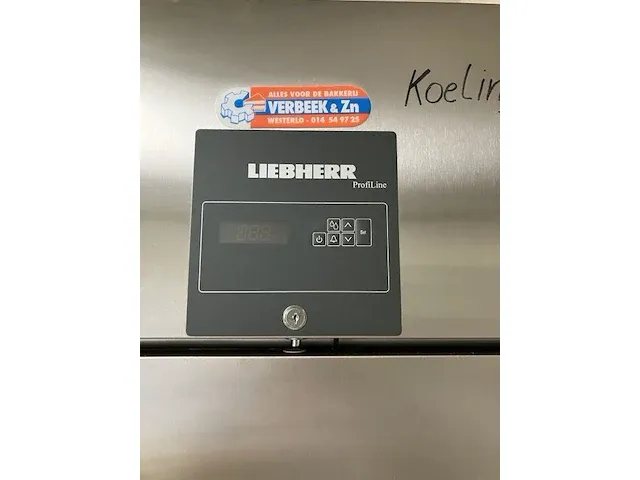 ALLES VOOR DE BAKKERIJ
VERBEEK & Zn
WESTERLO - 014 54 97 25
Koelin
LIEBHERR
ProfiLine
Set